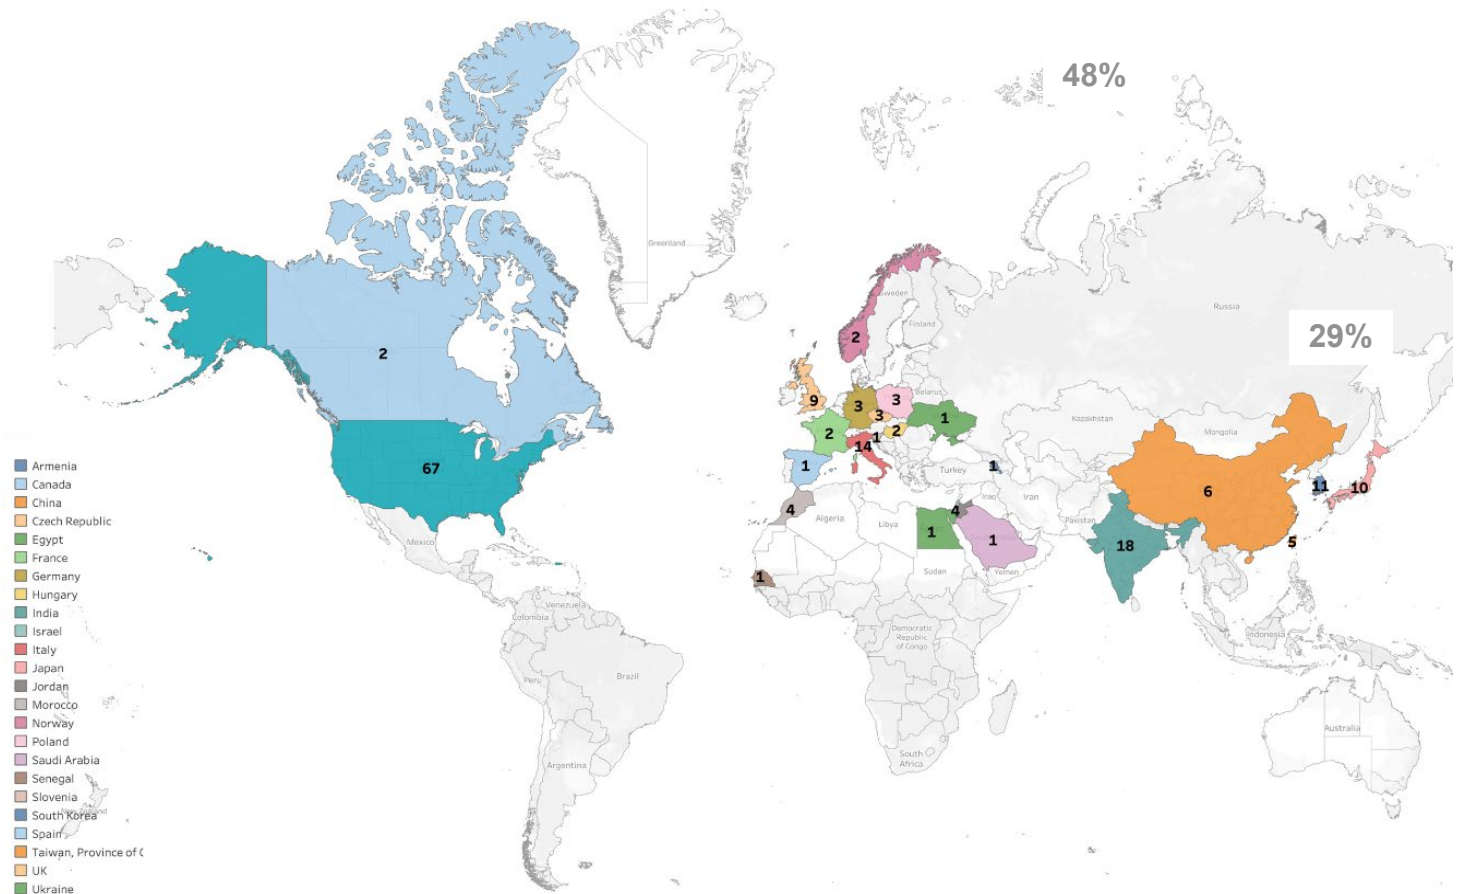 48%
Greenland
Sweden
Finland
Russia
29%
2
2
Belarus
9
3
3
3
1
Kazakhstan
Mongolia
2
14
1
2
67
1
Turkey
1
6
11
10
Iraq
Iran
Pakistan
4
Algeria
Libya
1
4
1
18
5
Mexico
Sudan
Yemen
1
Venezuela
Colombia
Democratic
Republic
of Congo
Indonesia
Peru
Brazil
Australia
South
Africa
Argentina
Armenia
Canada
China
Czech Republic
Egypt
France
Germany
Hungary
India
Israel
Italy
Japan
Jordan
Morocco
Norway
Poland
Saudi Arabia
Senegal
Slovenia
South Korea
Spain
Taiwan, Province of C
UK
Ukraine